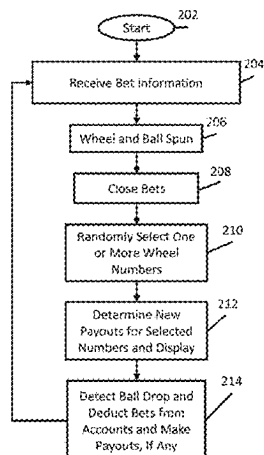 202
Start
204
Receive Bet Information
206
Wheel and Ball Spun
208
Close Bets
210
Randomly Select One
or More Wheel
Numbers
212
Determine New
Payouts for Selected
Numbers and Display
214
Detect Ball Drop and
Deduct Bets from
Accounts and Make
Payouts, If Any